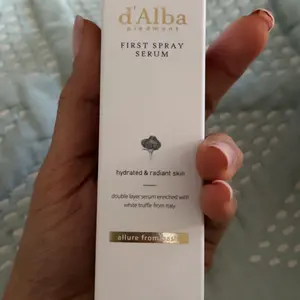 d'Alba
piedmont
FIRST SPRAY
SERUM
hydrated & radiant skin
double layer serum enriched with
white truffle from italy
allure from